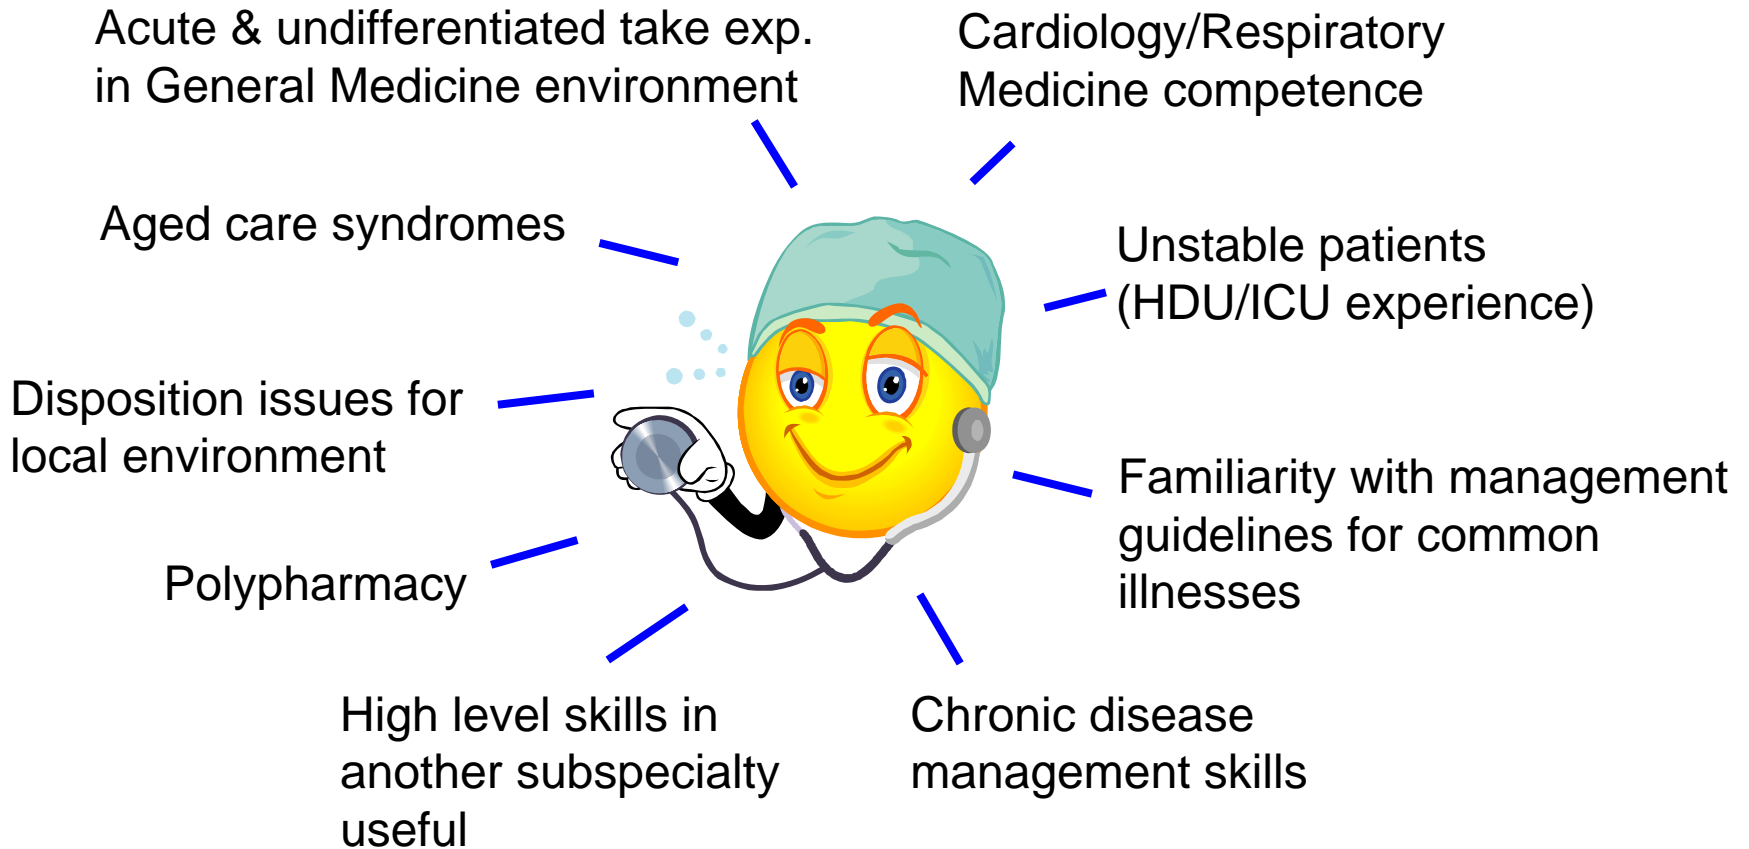 Acute & undifferentiated take exp.
in General Medicine environment
Cardiology/Respiratory
Medicine competence
Aged care syndromes
Unstable patients
(HDU/ICU experience)
Disposition issues for
local environment
Familiarity with management
guidelines for common
illnesses
Polypharmacy
High level skills in
another subspecialty
useful
Chronic disease
management skills